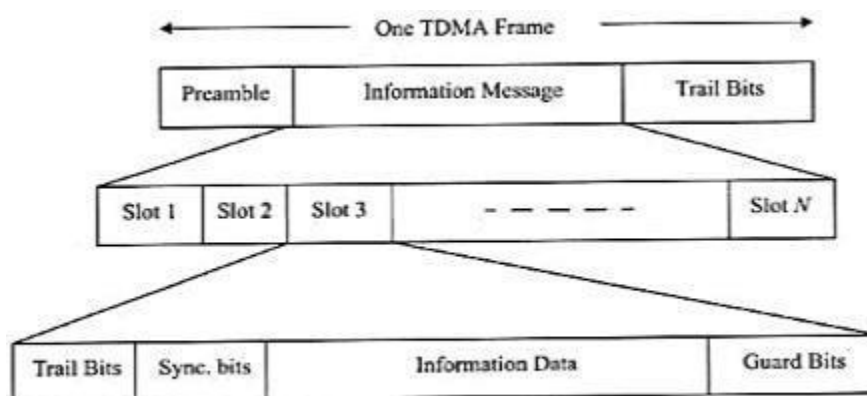 One TDMA Frame
Preamble Information Message Trail Bits
Slot 1 Slot 2 Slot 3 Slot N
Trail Bits Sync. bits Information Data Guard Bits